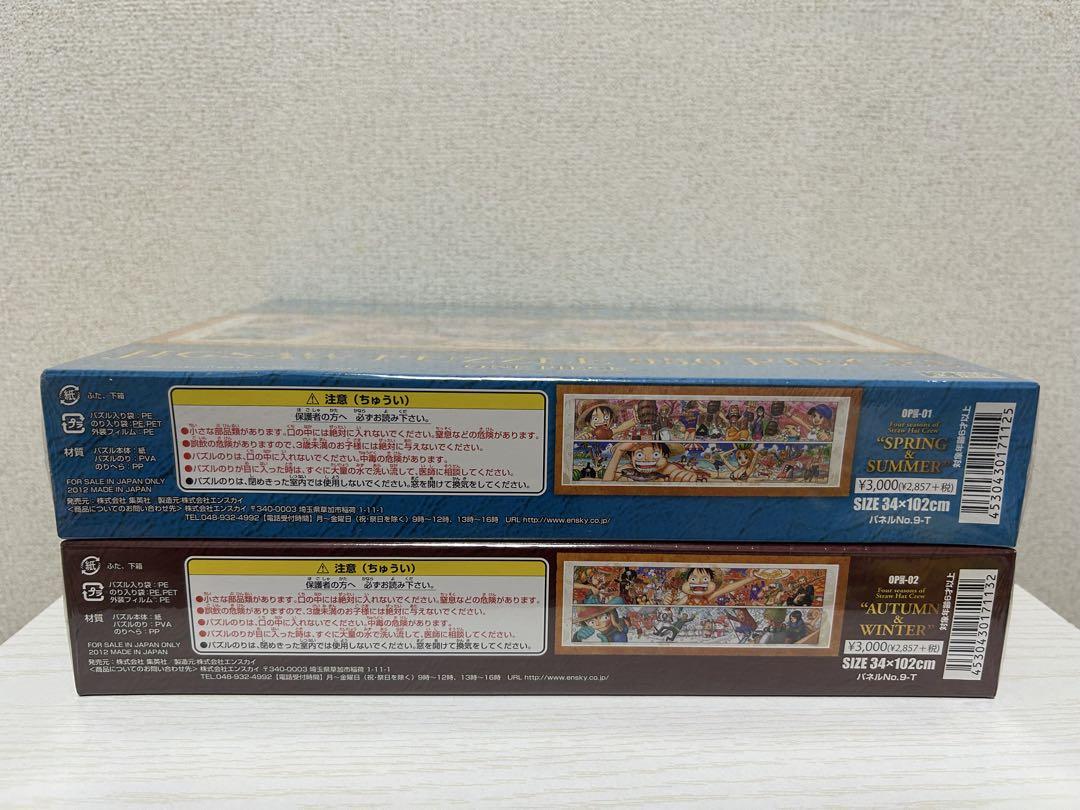 紙 ふた、下箱
プラ パズル入り袋:PE
のり入り袋:PE,PET
外装フィルム:PE
材質 パズル本体:紙
パズルのり:PVA
のりへら:PP
FOR SALE IN JAPAN ONLY
2012 MADE IN JAPAN
発売元:株式会社 集英社 製造元:株式会社エンスカイ
<商品についてのお問い合わせ先> 株式会社エンスカイ 〒340-0003 埼玉県草加市稲荷 1-11-1
TEL.048-932-4992【電話受付時間】月~金曜日(祝・祭日を除く)9時~12時、13時~16時 URL http://www.ensky.co.jp/
注意(ちゅうい)
保護者の方へ 必ずお読み下さい。
●小さな部品類があります。口の中には絶対に入れないでください。窒息などの危険があります。
●誤飲の危険がありますので、3歳未満のお子様には絶対に与えないでください。
●パズルのりは、口の中に入れないでください。中毒の危険があります。
●パズルのりが目に入った時は、すぐに大量の水で洗い流して、医師に相談してください。
●パズルのりは、閉めきった室内では使用しないでください。窓を開けて換気をしてください。
OP罫-01
Four seasons of
Straw Hat Crew
"SPRING
&
SUMMER"
¥3,000(¥2,857+税)
SIZE 34×102cm
パネルNo.9-T
対象年齢6才以上
4530430171125
紙 ふた、下箱
プラ パズル入り袋:PE
のり入り袋:PE,PET
外装フィルム:PE
材質 パズル本体:紙
パズルのり:PVA
のりへら:PP
FOR SALE IN JAPAN ONLY
2012 MADE IN JAPAN
発売元:株式会社 集英社 製造元:株式会社エンスカイ
<商品についてのお問い合わせ先> 株式会社エンスカイ 〒340-0003 埼玉県草加市稲荷 1-11-1
TEL.048-932-4992【電話受付時間】月~金曜日(祝・祭日を除く)9時~12時、13時~16時 URL http://www.ensky.co.jp/
注意(ちゅうい)
保護者の方へ 必ずお読み下さい。
●小さな部品類があります。口の中には絶対に入れないでください。窒息などの危険があります。
●誤飲の危険がありますので、3歳未満のお子様には絶対に与えないでください。
●パズルのりは、口の中に入れないでください。中毒の危険があります。
●パズルのりが目に入った時は、すぐに大量の水で洗い流して、医師に相談してください。
●パズルのりは、閉めきった室内では使用しないでください。窓を開けて換気をしてください。
Four seasons of
Straw Hat Crew
"AUTUMN
&
WINTER"
¥3,000(¥2,857+税)
SIZE 34×102cm
パネルNo.9-T
対象年齢6才以上
4530430171132